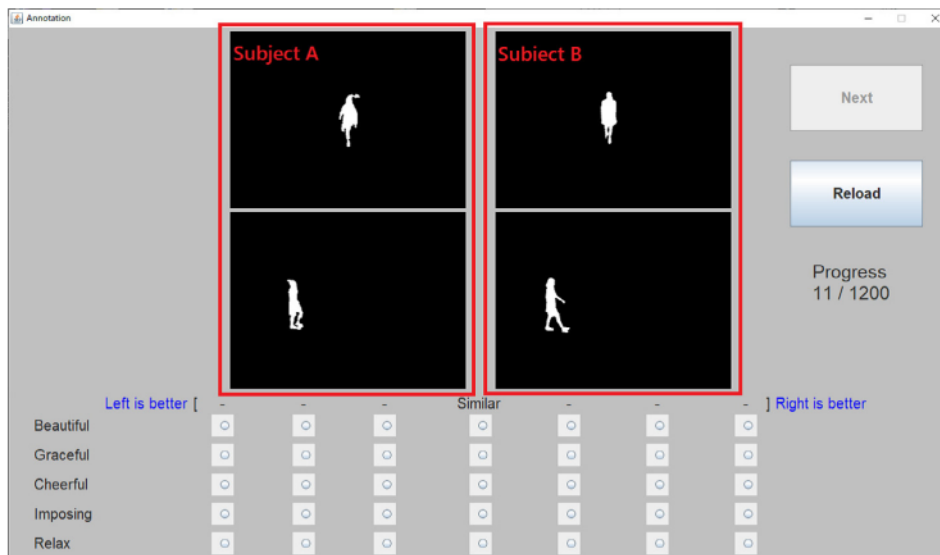 Annotation
Subject A
Subiect B
Next
Reload
Progress
11 / 1200
Left is better [ - - - Similar - - - ] Right is better
Beautiful
Graceful
Cheerful
Imposing
Relax